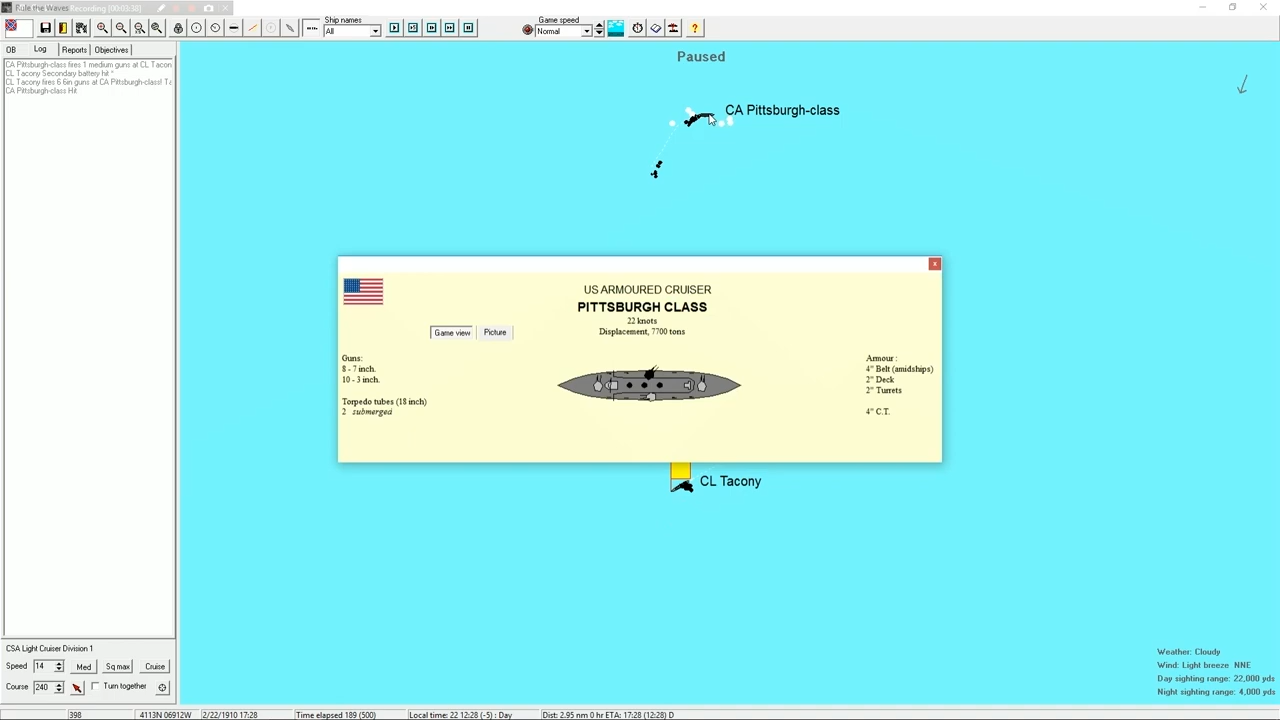 Rule the Waves
Recording [00:03:38]
Ship names
All
Game speed
Normal
OB Log Reports Objectives
CA Pittsburgh-class fires 1 medium guns at CL Tacon
CL Tacony Secondary battery hit *
CL Tacony fires 6 6in guns at CA Pittsburgh-class! Ta
CA Pittsburgh-class Hit
Paused
CA Pittsburgh-class
US ARMOURED CRUISER
PITTSBURGH CLASS
22 knots
Displacement, 7700 tons
Game view Picture
Guns:
8 - 7 inch.
10 - 3 inch.
Torpedo tubes (18 inch)
2 submerged
Armour :
4" Belt (amidships)
2" Deck
2" Turrets
4" C.T.
CL Tacony
CSA Light Cruiser Division 1
Speed 14 Med Sq max Cruise
Course 240 Turn together
Weather: Cloudy
Wind: Light breeze NNE
Day sighting range: 22,000 yds
Night sighting range: 4,000 yds
398 4113N 06912W 2/22/1910 17:28 Time elapsed 189 (500) Local time: 22 12:28 (-5) : Day Dist: 2.95 nm 0 hr ETA: 17:28 (12:28) D